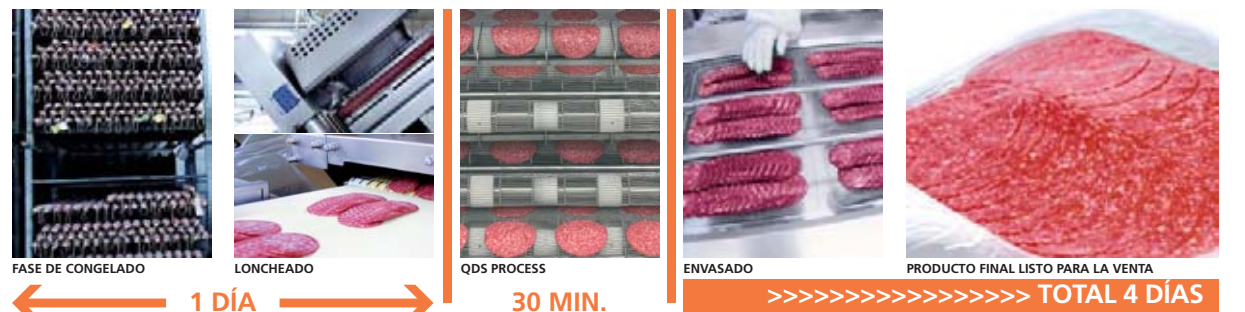 FASE DE CONGELADO
LONCHEADO
QDS PROCESS
ENVASADO
PRODUCTO FINAL LISTO PARA LA VENTA
1 DÍA
30 MIN.
>>>>>>>>>>>>>>>>> TOTAL 4 DÍAS